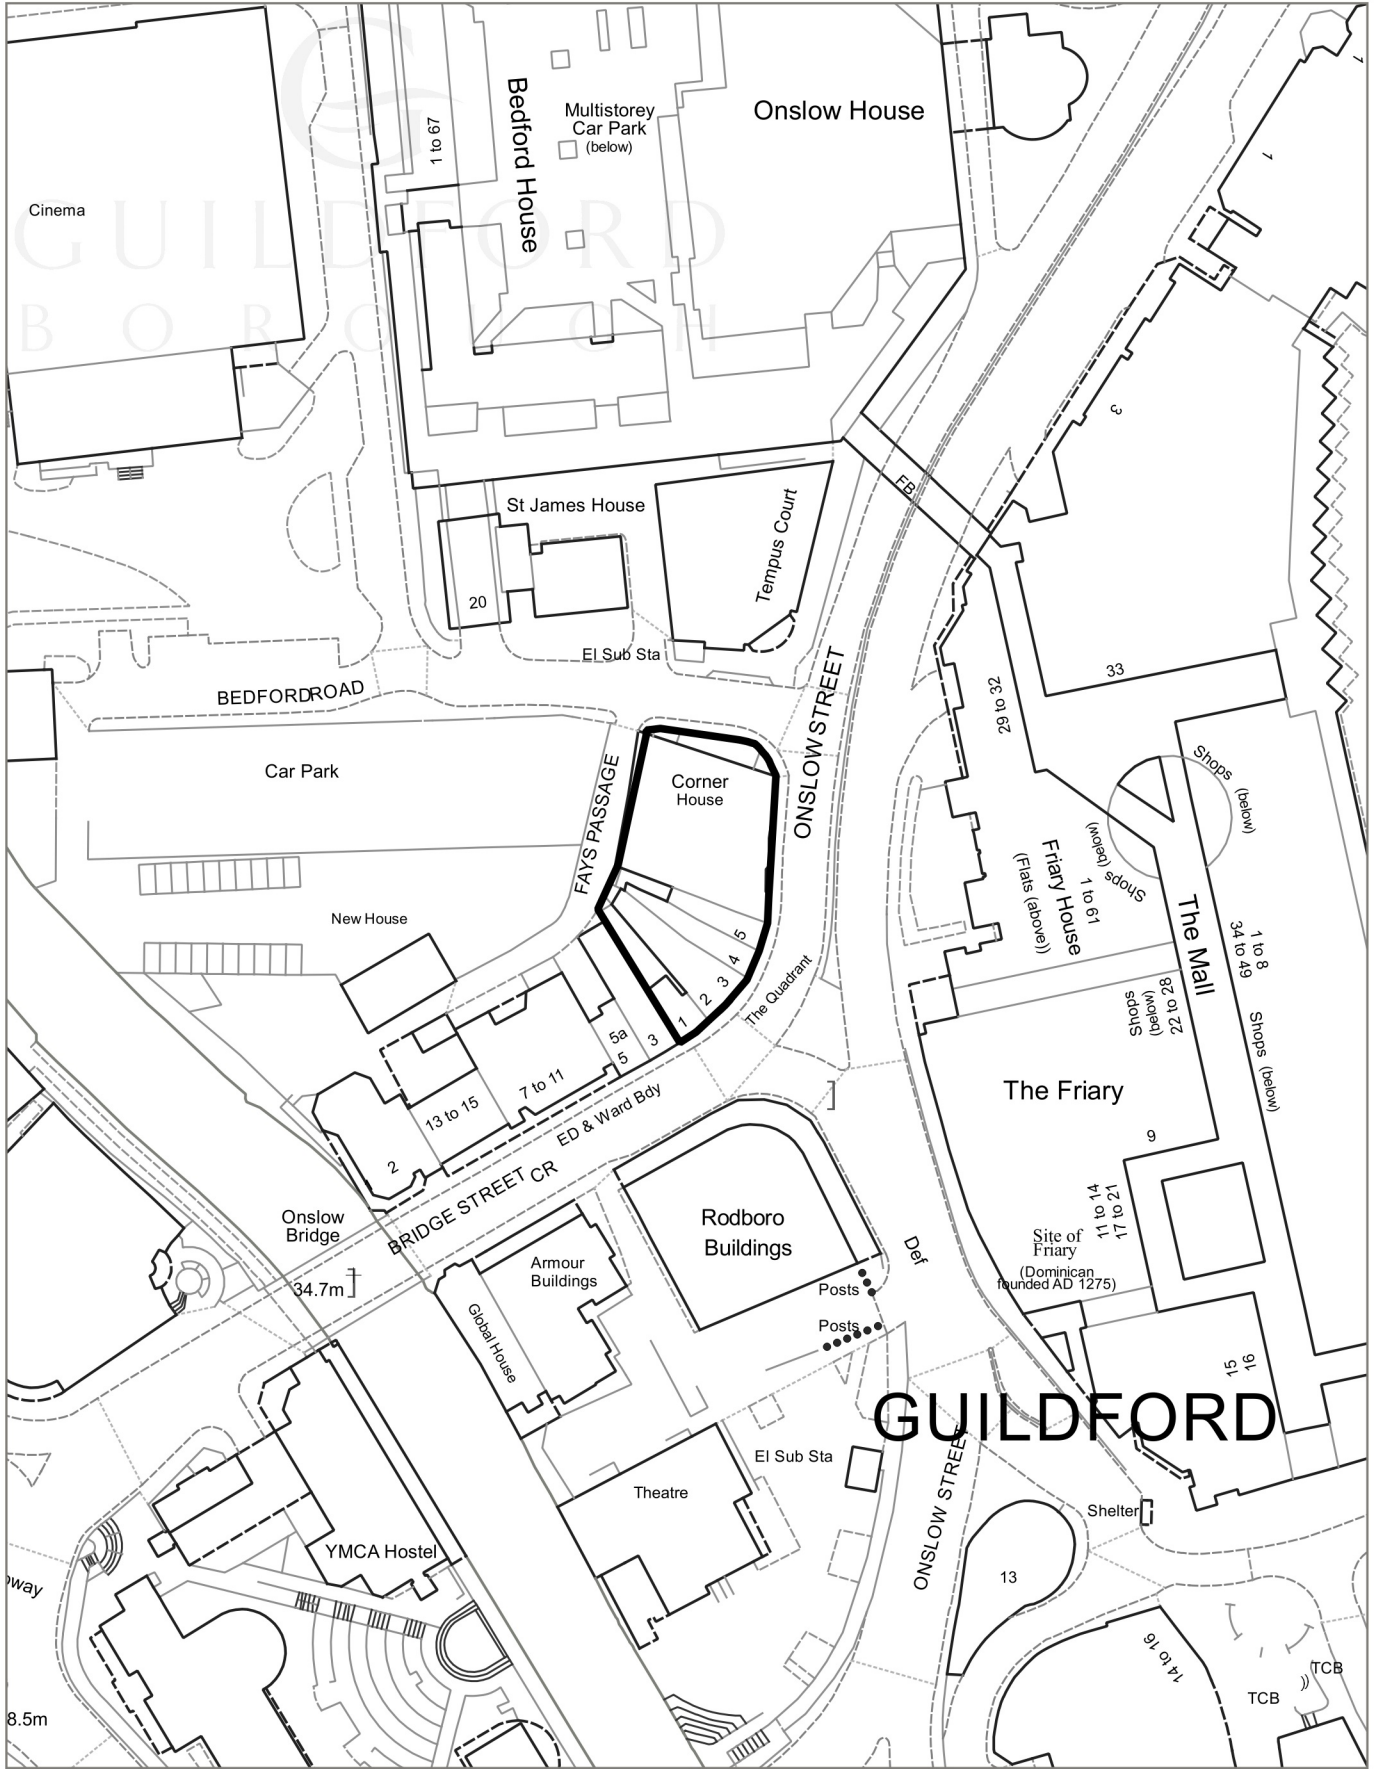 GUILDFORD
BOROUGH
Cinema
1 to 67
Bedford House
Multistorey
Car Park
(below)
Onslow House
1
1
3
FB
St James House
20
Tempus Court
El Sub Sta
BEDFORD ROAD
Car Park
FAYS PASSAGE
Corner
House
ONSLOW STREET
29 to 32
33
Shops
(below)
Shops
(below)
Friary House
1 to 61
(Flats (above))
The Mall
1 to 8
34 to 49
Shops (below)
22 to 28
Shops
(below)
New House
5
4
3
2
1
The Quadrant
3
5a
5
7 to 11
13 to 15
2
ED & Ward Bdy
CR
BRIDGE STREET
The Friary
6
11 to 14
17 to 21
Onslow
Bridge
34.7m
Armour
Buildings
Global House
Rodboro
Buildings
Posts
Posts
Def
Site of
Friary
(Dominican
founded AD 1275)
15
16
GUILDFORD
El Sub Sta
Theatre
ONSLOW STREET
Shelter
YMCA Hostel
13
14 to 16
TCB
TCB
way
8.5m